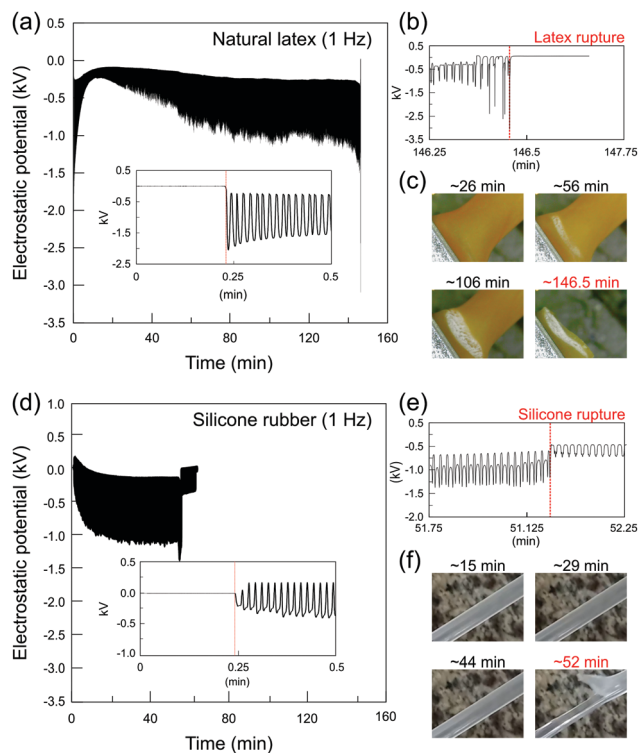 (a)
Natural latex (1 Hz)
Electrostatic potential (kV)
0.5
0.0
-0.5
-1.0
-1.5
-2.0
-2.5
-3.0
-3.5
0 40 80 120 160
Time (min)
kV
0.5
-0.5
-1.5
-2.5
0 0.25 0.5
(min)
(b)
Latex rupture
kV
-0.5
-0.5
-1.5
-2.5
-3.5
146.25 146.5 147.75
(min)
(c)
~26 min ~56 min
~106 min ~146.5 min
(d)
Silicone rubber (1 Hz)
Electrostatic potential (kV)
1.0
0.5
0.0
-0.5
-1.0
-1.5
-1.0
-2.5
-3.0
-3.5
0 40 80 120 160
Time (min)
kV
0.5
0.0
-0.5
-1.0
0 0.25 0.5
(min)
(e)
Silicone rupture
(kV)
-0.5
-0.5
-1.0
-1.5
-2.0
51.75 51.125 52.25
(min)
(f)
~15 min ~29 min
~44 min ~52 min